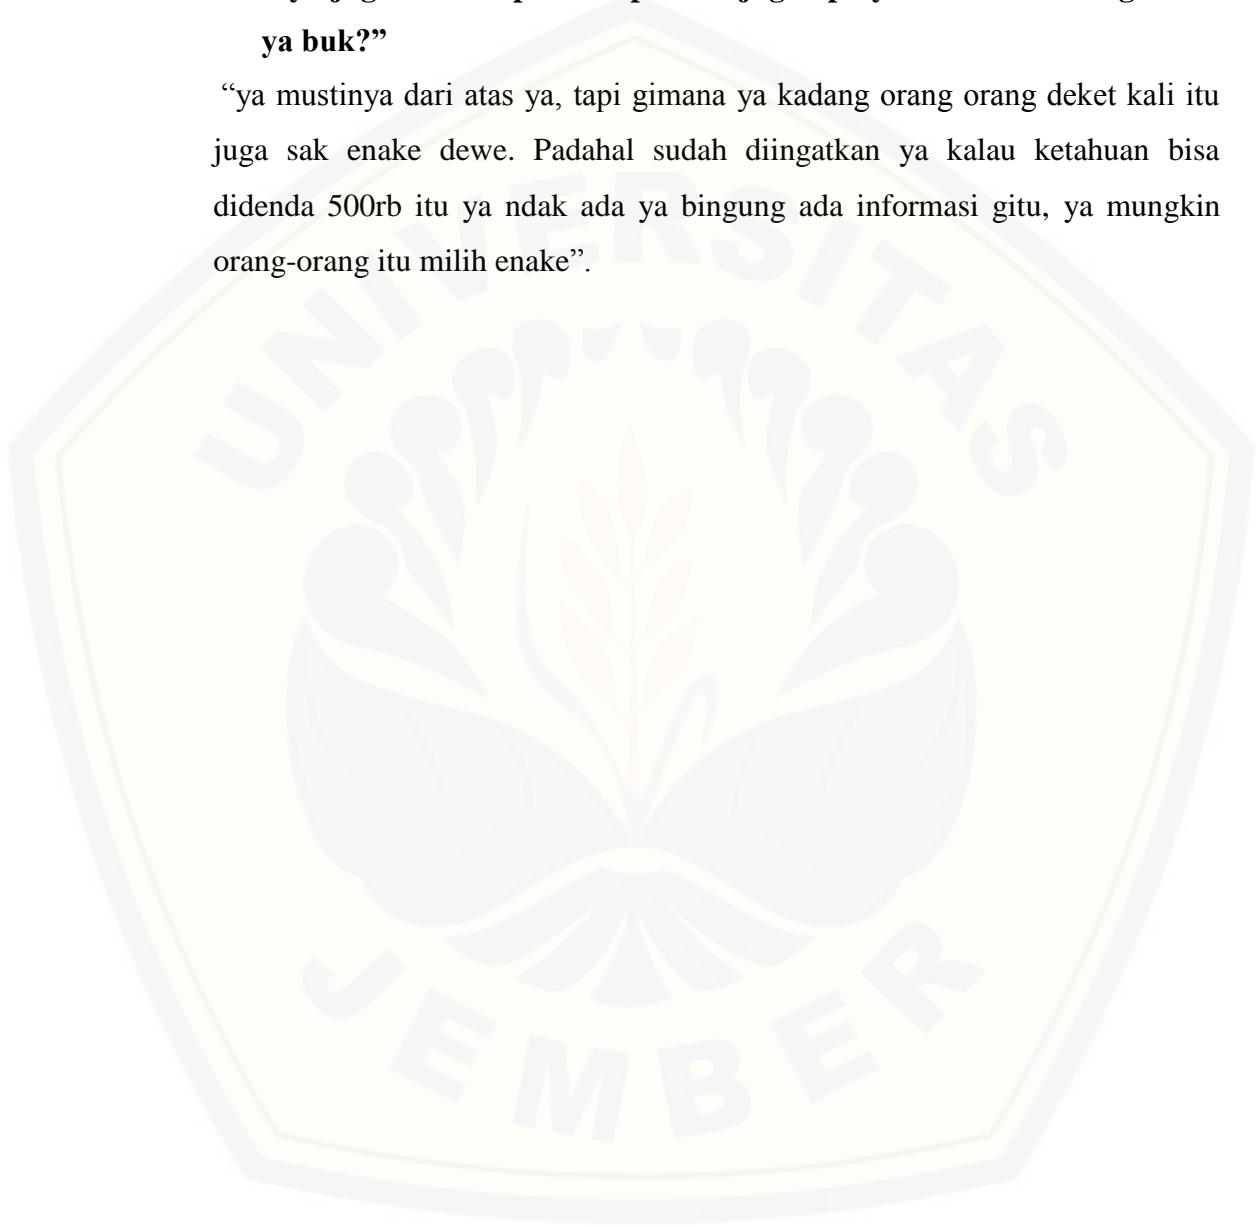 ya buk?”
“ya mustinya dari atas ya, tapi gimana ya kadang orang orang deket kali itu
juga sak enake dewe. Padahal sudah diingatkan ya kalau ketahuan bisa
didenda 500rb itu ya ndak ada ya bingung ada informasi gitu, ya mungkin
orang-orang itu milih enake”.
UNIVERSITAS
JEMBER